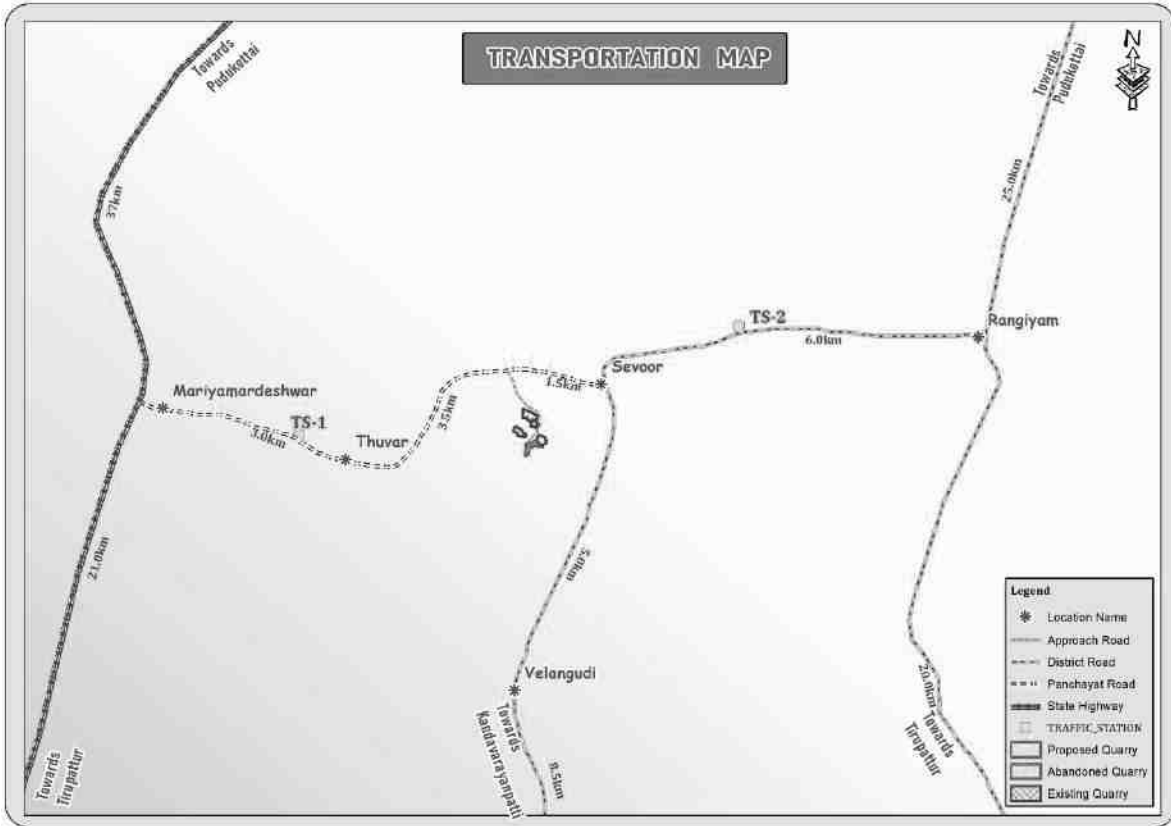 TRANSPORTATION MAP
N
Towards
Pudukottai
Towards
Pudukottai
37km
25.0km
TS-2
Rangiyam
6.0km
Sevoor
1.5km
Mariyamardeshwar
TS-1
3.0km
Thuvar
3.5km
21.0km
5.0km
Velangudi
Towards
Kandavarayanpatti
8.5km
20.0km
Towards
Tirupattur
Towards
Tirupattur
Legend
Location Name
Approach Road
District Road
Panchayat Road
State Highway
TRAFFIC_STATION
Proposed Quarry
Abandoned Quarry
Existing Quarry